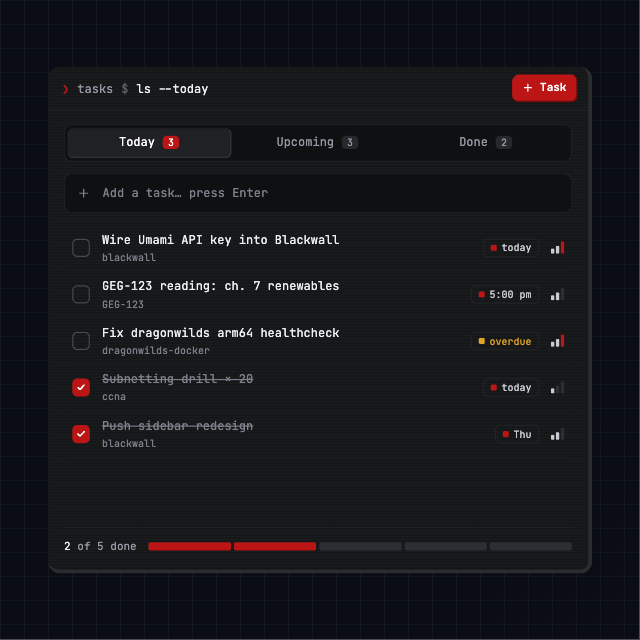 ❯ tasks $ ls --today
+ Task
Today 3
Upcoming 3
Done 2
+ Add a task… press Enter
Wire Umami API key into Blackwall
today
blackwall
GEG-123 reading: ch. 7 renewables
5:00 pm
GEG-123
Fix dragonwilds arm64 healthcheck
overdue
dragonwilds-docker
Subnetting drill × 20
today
ccna
Push sidebar redesign
Thu
blackwall
2 of 5 done